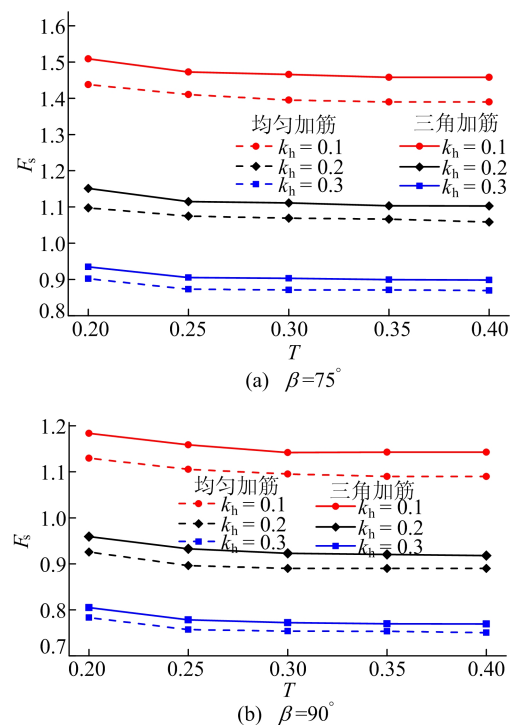 1.6
1.5
1.4
1.3
1.2
1.1
1.0
0.9
0.8
Fs
均匀加筋 三角加筋
kh = 0.1 kh = 0.1
kh = 0.2 kh = 0.2
kh = 0.3 kh = 0.3
0.20 0.25 0.30 0.35 0.40
T
(a) β=75°
1.2
1.1
1.0
0.9
0.8
0.7
Fs
均匀加筋 三角加筋
kh = 0.1 kh = 0.1
kh = 0.2 kh = 0.2
kh = 0.3 kh = 0.3
0.20 0.25 0.30 0.35 0.40
T
(b) β=90°